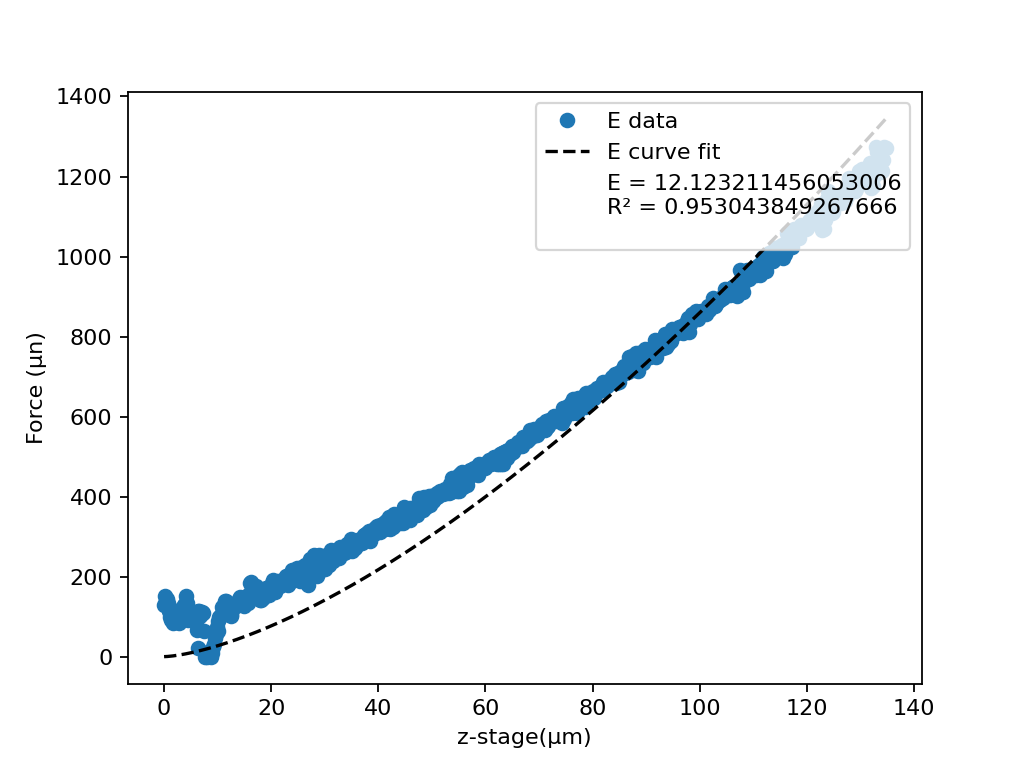 1400
1200
1000
800
600
400
200
0
Force (μn)
E data
E curve fit
E = 12.123211456053006
R² = 0.953043849267666
0 20 40 60 80 100 120 140
z-stage(μm)